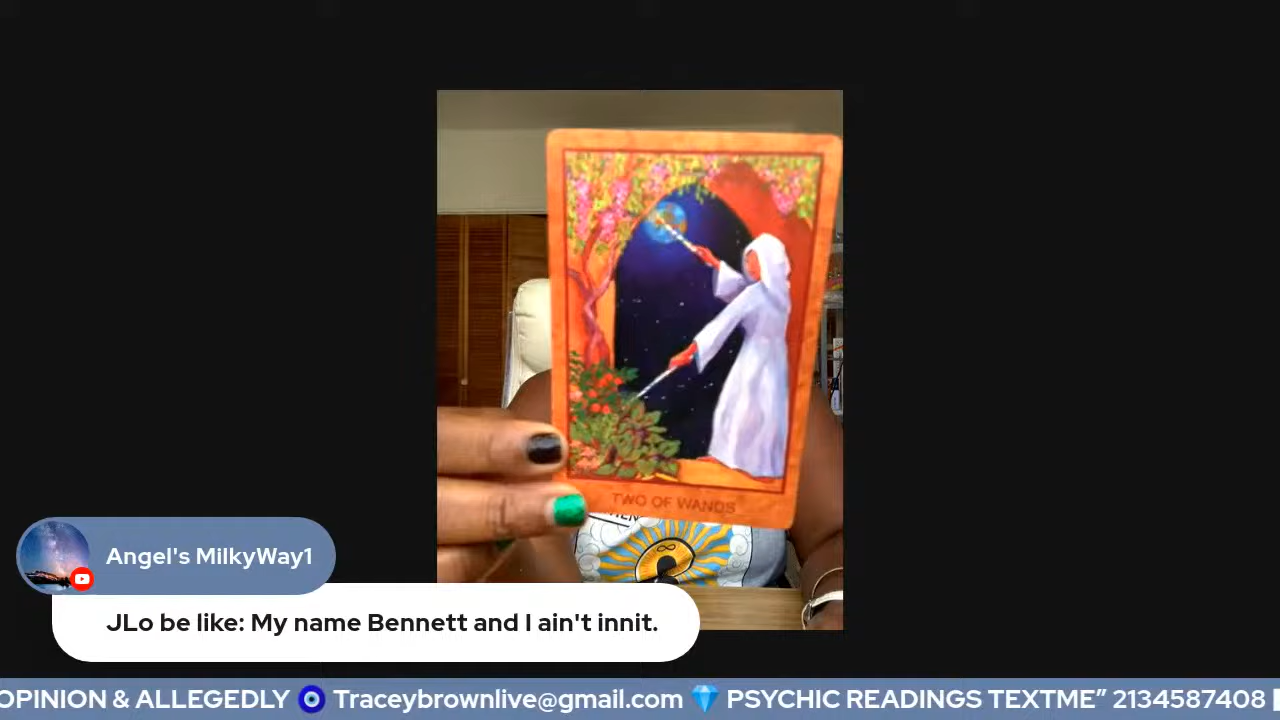 TWO OF WANDS
Angel's MilkyWay1
JLo be like: My name Bennett and I ain't innit.
OPINION & ALLEGEDLY 🧿 Traceybrownlive@gmail.com 💎 PSYCHIC READINGS TEXTME” 2134587408